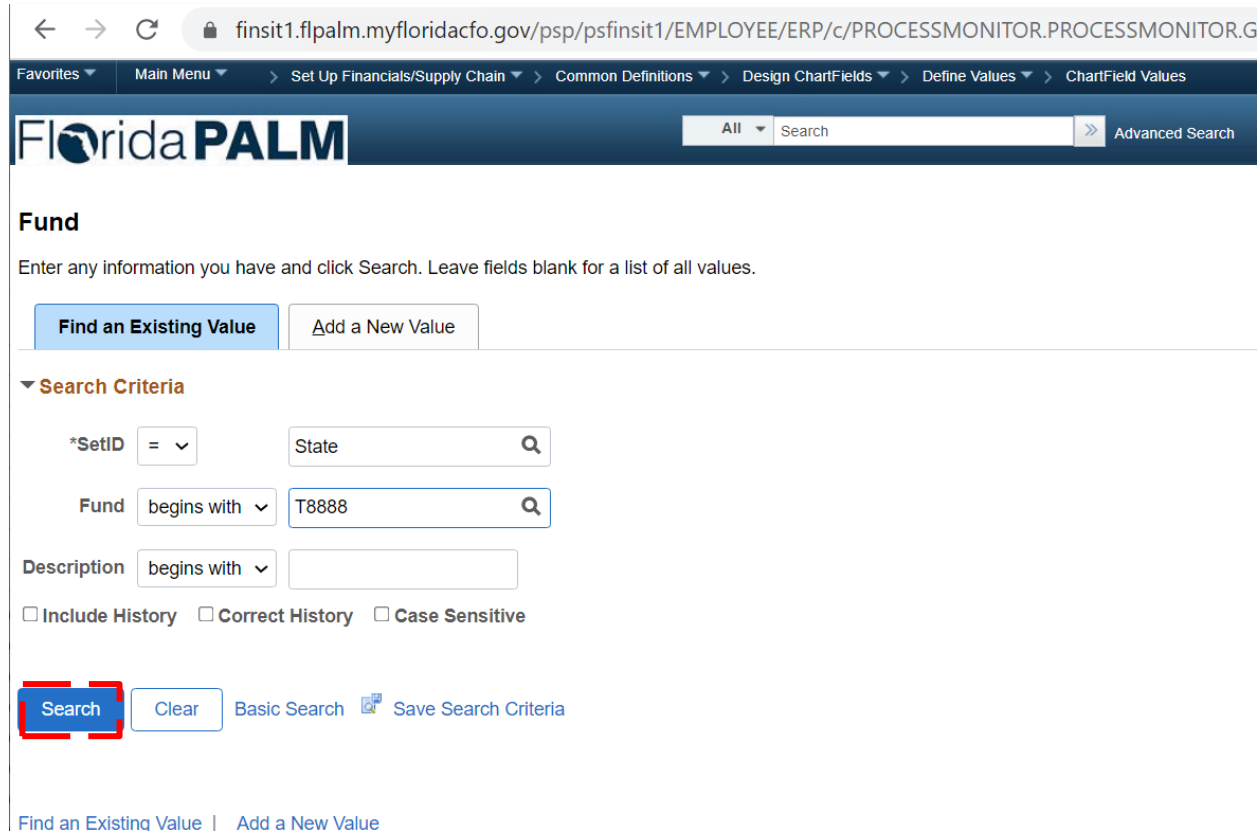 finsit1.flpalm.myfloridacfo.gov/psp/psfinsit1/EMPLOYEE/ERP/c/PROCESSMONITOR.PROCESSMONITOR.G
Favorites Main Menu > Set Up Financials/Supply Chain > Common Definitions > Design ChartFields > Define Values > ChartField Values
Florida PALM All Search » Advanced Search
Fund
Enter any information you have and click Search. Leave fields blank for a list of all values.
Find an Existing Value Add a New Value
Search Criteria
*SetID = State
Fund begins with T8888
Description begins with
Include History Correct History Case Sensitive
Search Clear Basic Search Save Search Criteria
Find an Existing Value | Add a New Value